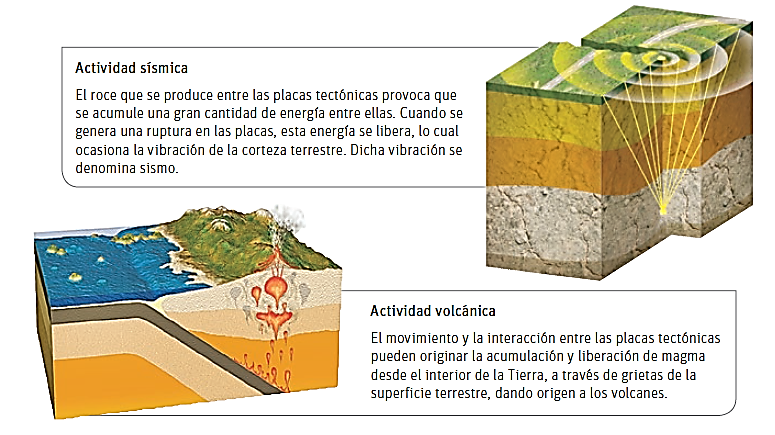 Actividad sísmica
El roce que se produce entre las placas tectónicas provoca que
se acumule una gran cantidad de energía entre ellas. Cuando se
genera una ruptura en las placas, esta energía se libera, lo cual
ocasiona la vibración de la corteza terrestre. Dicha vibración se
denomina sismo.
Actividad volcánica
El movimiento y la interacción entre las placas tectónicas
pueden originar la acumulación y liberación de magma
desde el interior de la Tierra, a través de grietas de la
superficie terrestre, dando origen a los volcanes.